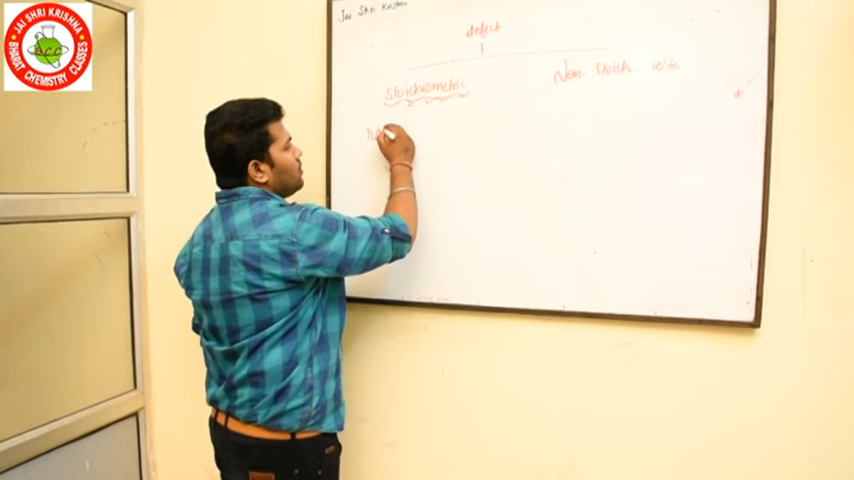 JAI SHRI KRISHNA
B.C.C
BHARAT CHEMISTRY CLASSES
Jai Shri Krishna
defect
Stoichiometric
Non-Stoich